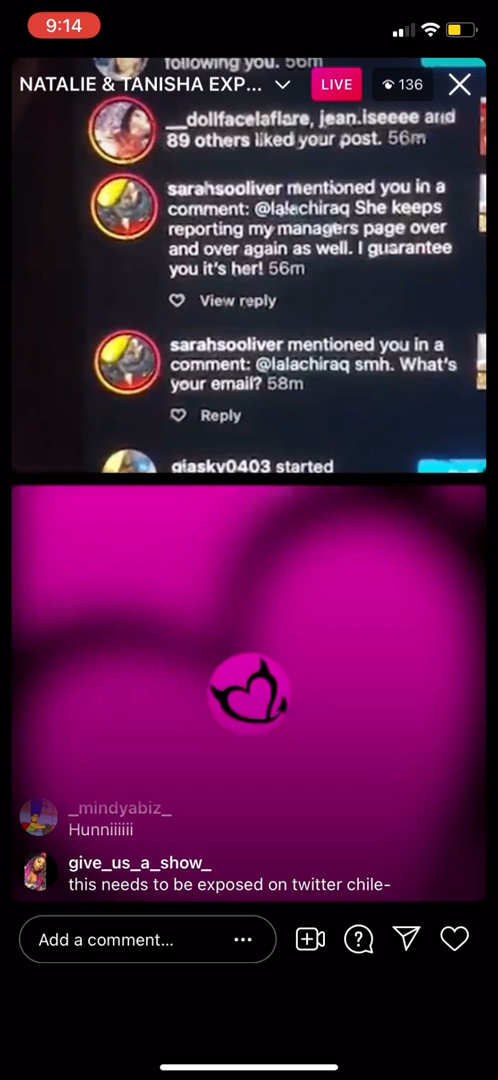 9:14
following you. 56m
NATALIE & TANISHA EXP...
LIVE
136
__dollfacelaflare, jean.iseeee and
89 others liked your post. 56m
sarahsooliver mentioned you in a
comment: @lalachiraq She keeps
reporting my managers page over
and over again as well. I guarantee
you it's her! 56m
View reply
sarahsooliver mentioned you in a
comment: @lalachiraq smh. What's
your email? 58m
Reply
giasky0403 started
_mindyabiz_
Hunniiiiii
give_us_a_show_
this needs to be exposed on twitter chile-
Add a comment...